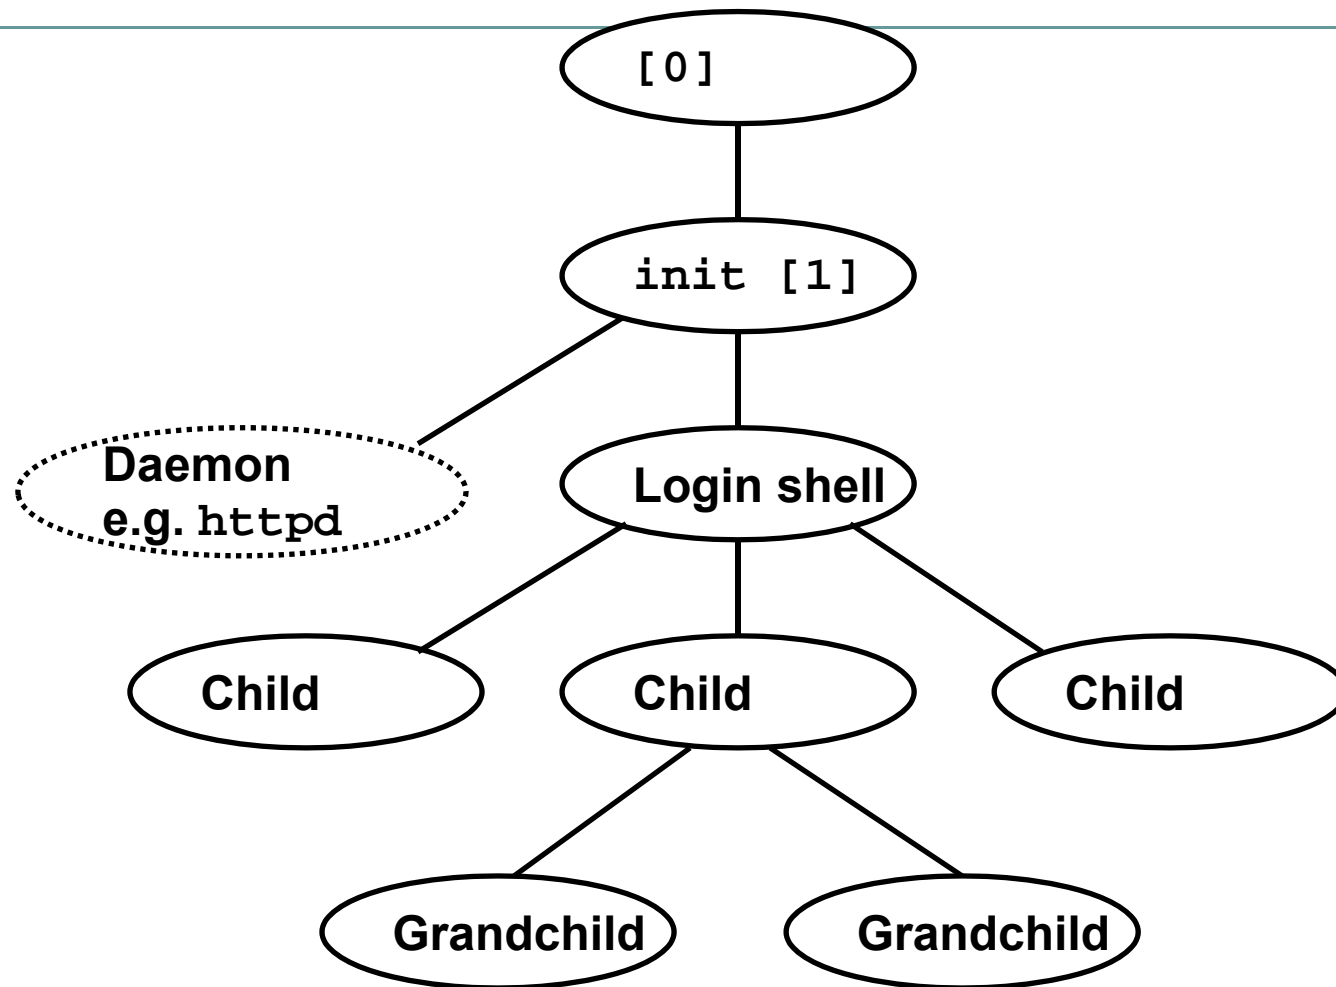 [0]
init [1]
Daemon
e.g. httpd
Login shell
Child
Child
Child
Grandchild
Grandchild